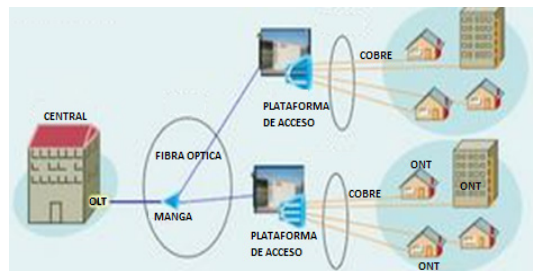 COBRE
CENTRAL
PLATAFORMA
DE ACCESO
FIBRA OPTICA
OLT
MANGA
ONT
ONT
COBRE
PLATAFORMA
DE ACCESO
ONT